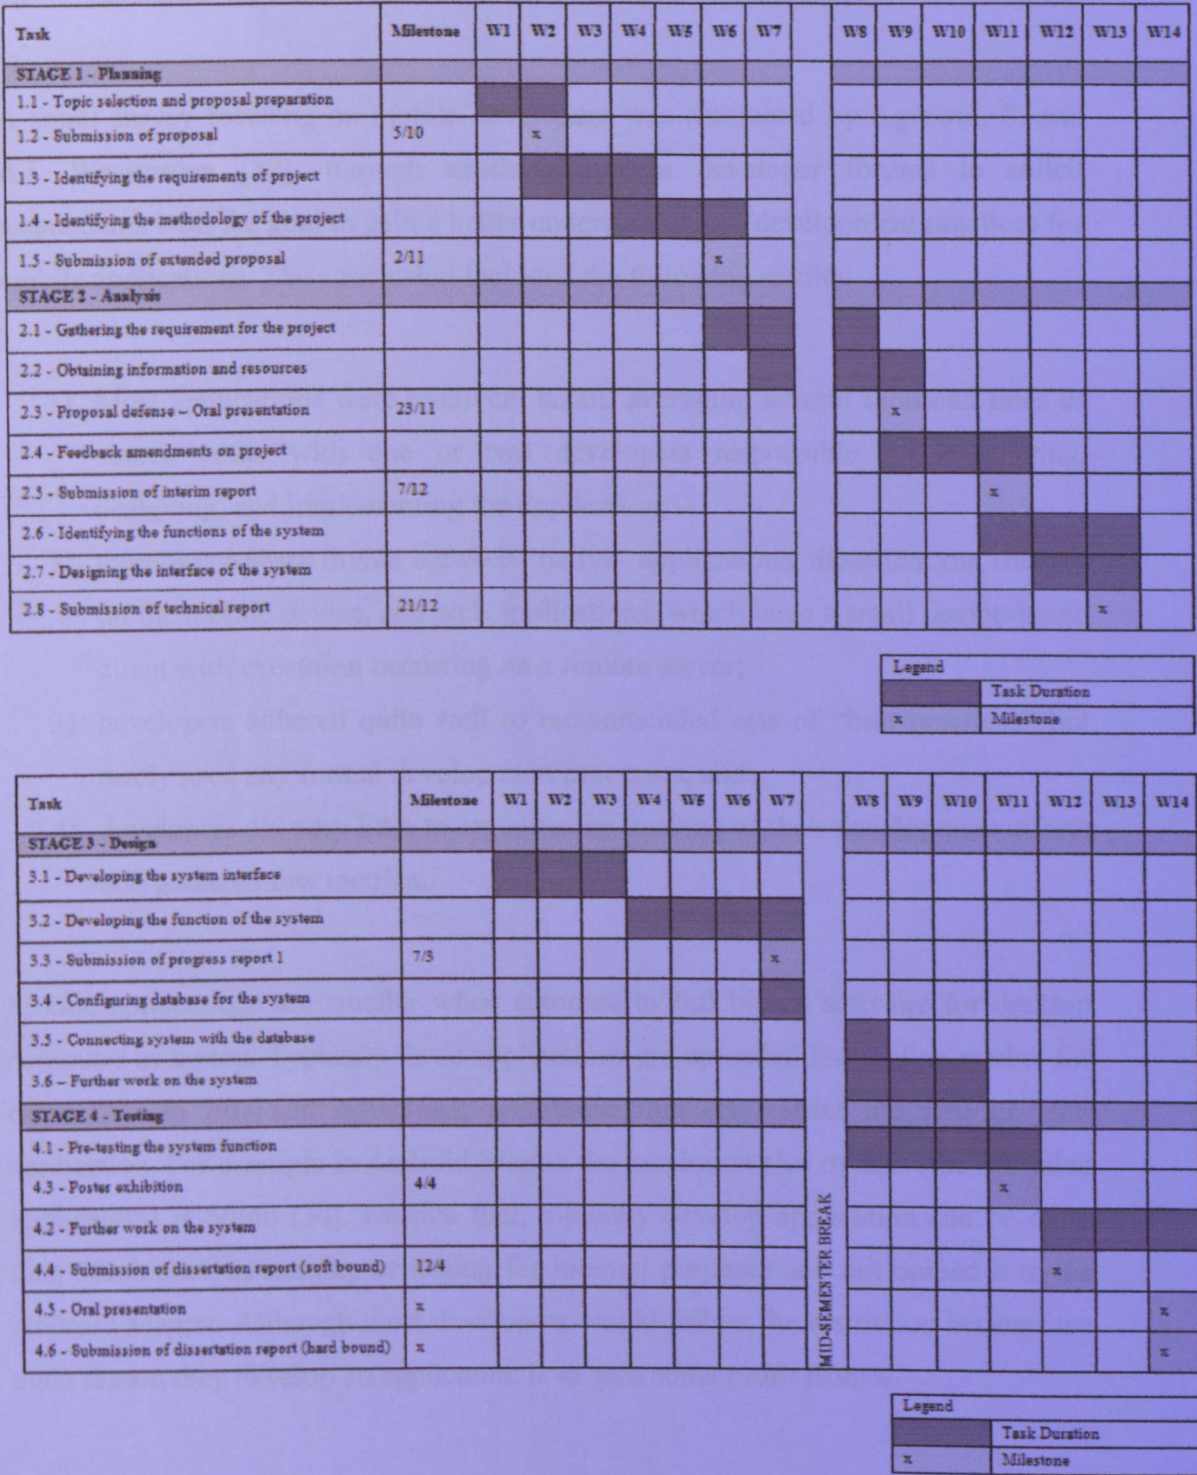 Task Milestone W1 W2 W3 W4 W5 W6 W7 W8 W9 W10 W11 W12 W13 W14
STAGE 1 - Planning
1.1 - Topic selection and proposal preparation
1.2 - Submission of proposal 5/10 x
1.3 - Identifying the requirements of project
1.4 - Identifying the methodology of the project
1.5 - Submission of extended proposal 2/11 x
STAGE 2 - Analysis
2.1 - Gathering the requirement for the project
2.2 - Obtaining information and resources
2.3 - Proposal defense – Oral presentation 23/11 x
2.4 - Feedback amendments on project
2.5 - Submission of interim report 7/12 x
2.6 - Identifying the functions of the system
2.7 - Designing the interface of the system
2.8 - Submission of technical report 21/12 x
Legend
Task Duration
x Milestone
Task Milestone W1 W2 W3 W4 W5 W6 W7 W8 W9 W10 W11 W12 W13 W14
STAGE 3 - Design
3.1 - Developing the system interface
3.2 - Developing the function of the system
3.3 - Submission of progress report 1 7/3 x
3.4 - Configuring database for the system
3.5 - Connecting system with the database
3.6 – Further work on the system
STAGE 4 - Testing
4.1 - Pre-testing the system function
4.3 - Poster exhibition 4/4 x
4.2 - Further work on the system
4.4 - Submission of dissertation report (soft bound) 12/4 x
4.5 - Oral presentation x x
4.6 - Submission of dissertation report (hard bound) x x
MID-SEMESTER BREAK
Legend
Task Duration
x Milestone